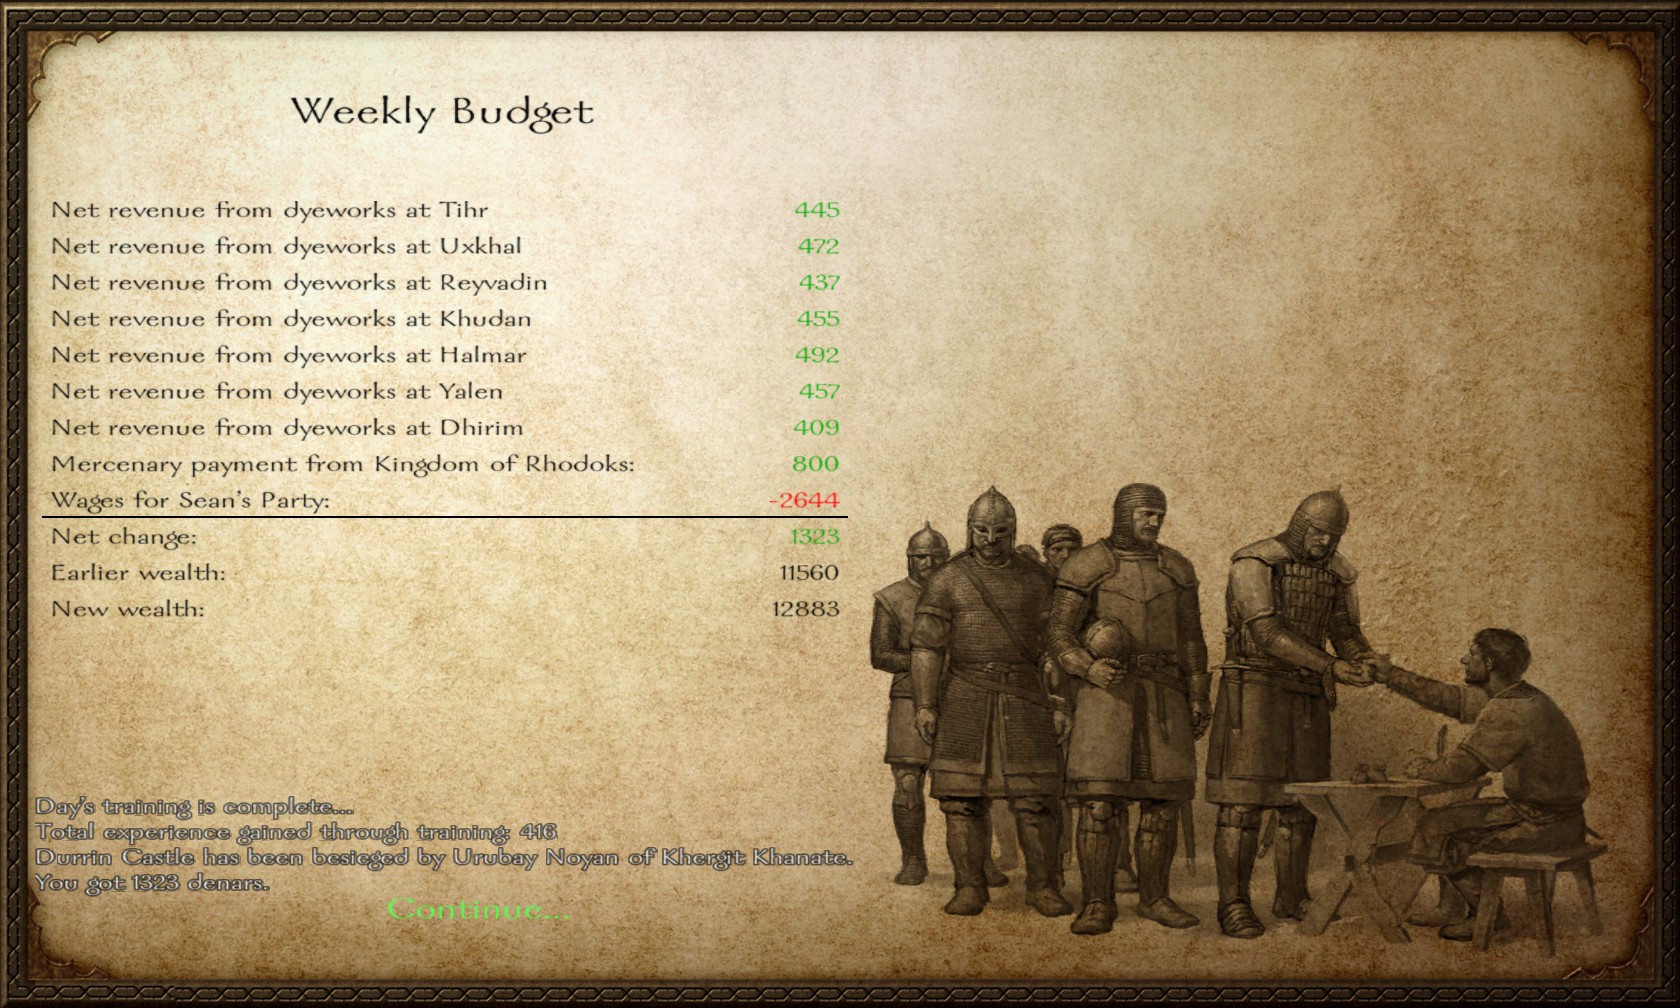 Weekly Budget
Net revenue from dyeworks at Tihr 445
Net revenue from dyeworks at Uxkhal 472
Net revenue from dyeworks at Reyvadin 437
Net revenue from dyeworks at Khudan 455
Net revenue from dyeworks at Halmar 492
Net revenue from dyeworks at Yalen 457
Net revenue from dyeworks at Dhirim 409
Mercenary payment from Kingdom of Rhodoks: 800
Wages for Sean's Party: -2644
Net change: 1323
Earlier wealth: 11560
New wealth: 12883
Day's training is complete...
Total experience gained through training: 416
Durrin Castle has been besieged by Urubay Noyan of Khergit Khanate.
You got 1323 denars.
Continue...